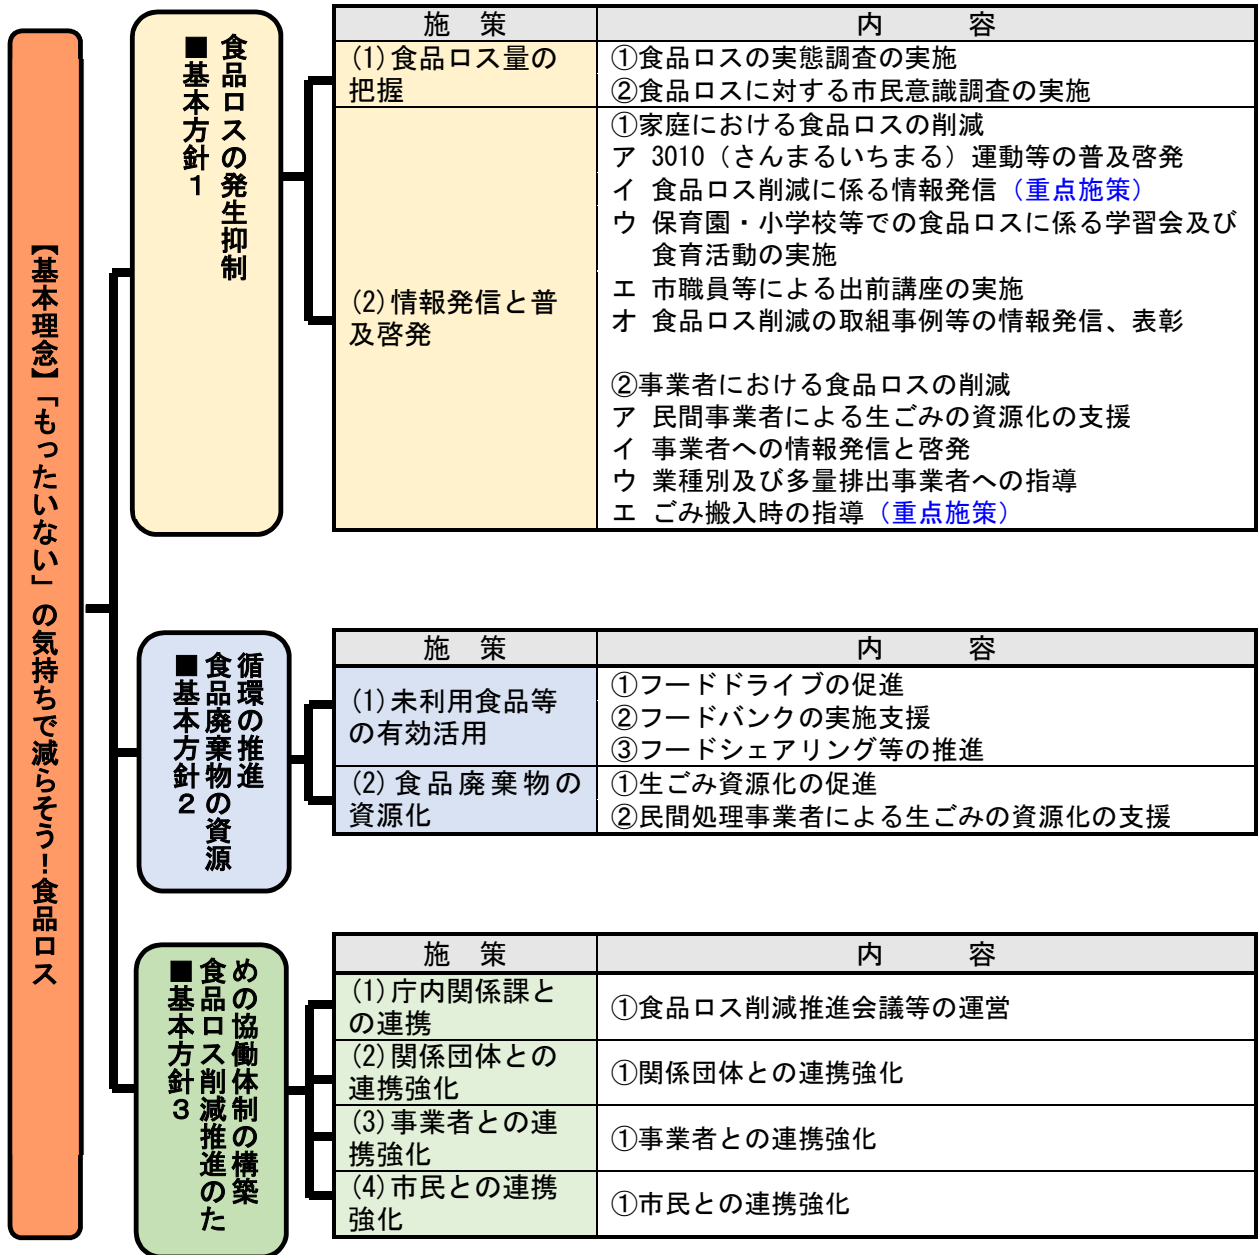 【基本理念】「もったいない」の気持ちで減らそう！食品ロス
■基本方針１
食品ロスの発生抑制
施　策
内　　　容
(1)食品ロス量の
把握
①食品ロスの実態調査の実施
②食品ロスに対する市民意識調査の実施
(2)情報発信と普
及啓発
①家庭における食品ロスの削減
ア 3010（さんまるいちまる）運動等の普及啓発
イ 食品ロス削減に係る情報発信（重点施策）
ウ 保育園・小学校等での食品ロスに係る学習会及び
食育活動の実施
エ 市職員等による出前講座の実施
オ 食品ロス削減の取組事例等の情報発信、表彰
②事業者における食品ロスの削減
ア 民間事業者による生ごみの資源化の支援
イ 事業者への情報発信と啓発
ウ 業種別及び多量排出事業者への指導
エ ごみ搬入時の指導（重点施策）
■基本方針２
食品廃棄物の資源
循環の推進
施　策
内　　　容
(1)未利用食品等
の有効活用
①フードドライブの促進
②フードバンクの実施支援
③フードシェアリング等の推進
(2)食品廃棄物の
資源化
①生ごみ資源化の促進
②民間処理事業者による生ごみの資源化の支援
■基本方針３
食品ロス削減推進のた
めの協働体制の構築
施　策
内　　　容
(1)庁内関係課と
の連携
①食品ロス削減推進会議等の運営
(2)関係団体との
連携強化
①関係団体との連携強化
(3)事業者との連
携強化
①事業者との連携強化
(4)市民との連携
強化
①市民との連携強化